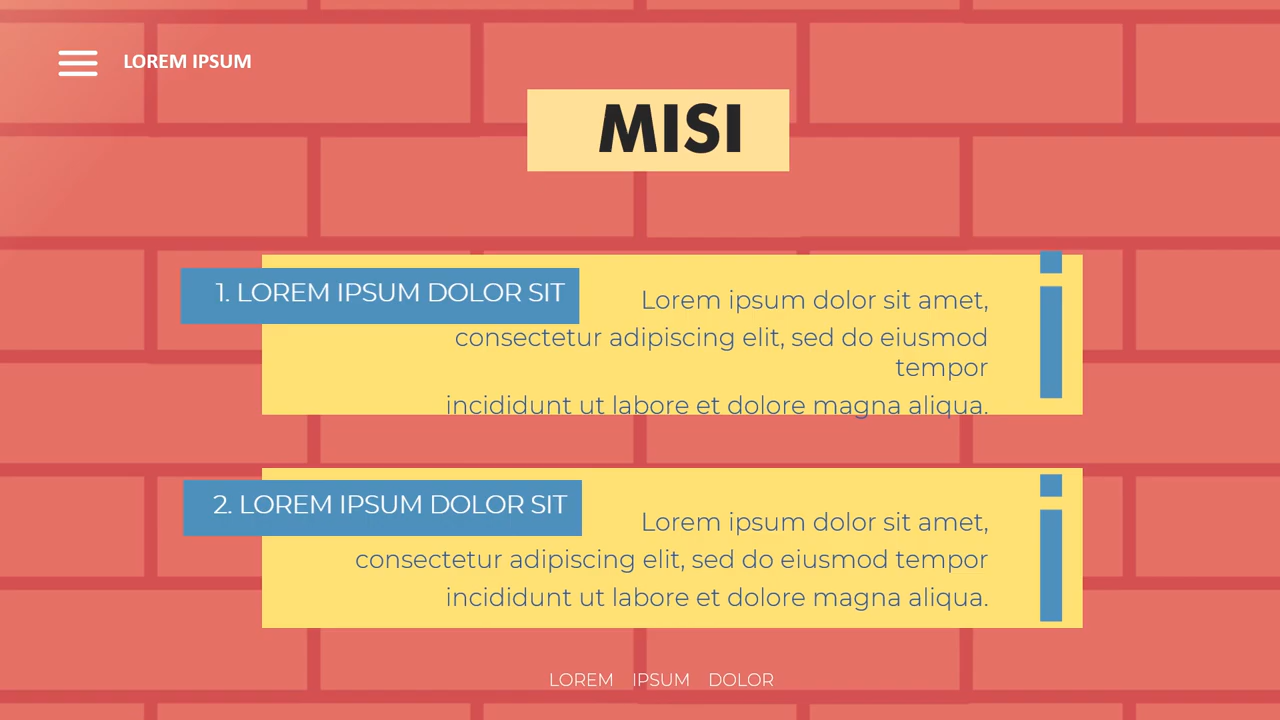 LOREM IPSUM
MISI
1. LOREM IPSUM DOLOR SIT
Lorem ipsum dolor sit amet,
consectetur adipiscing elit, sed do eiusmod
tempor
incididunt ut labore et dolore magna aliqua.
2. LOREM IPSUM DOLOR SIT
Lorem ipsum dolor sit amet,
consectetur adipiscing elit, sed do eiusmod tempor
incididunt ut labore et dolore magna aliqua.
LOREM IPSUM DOLOR